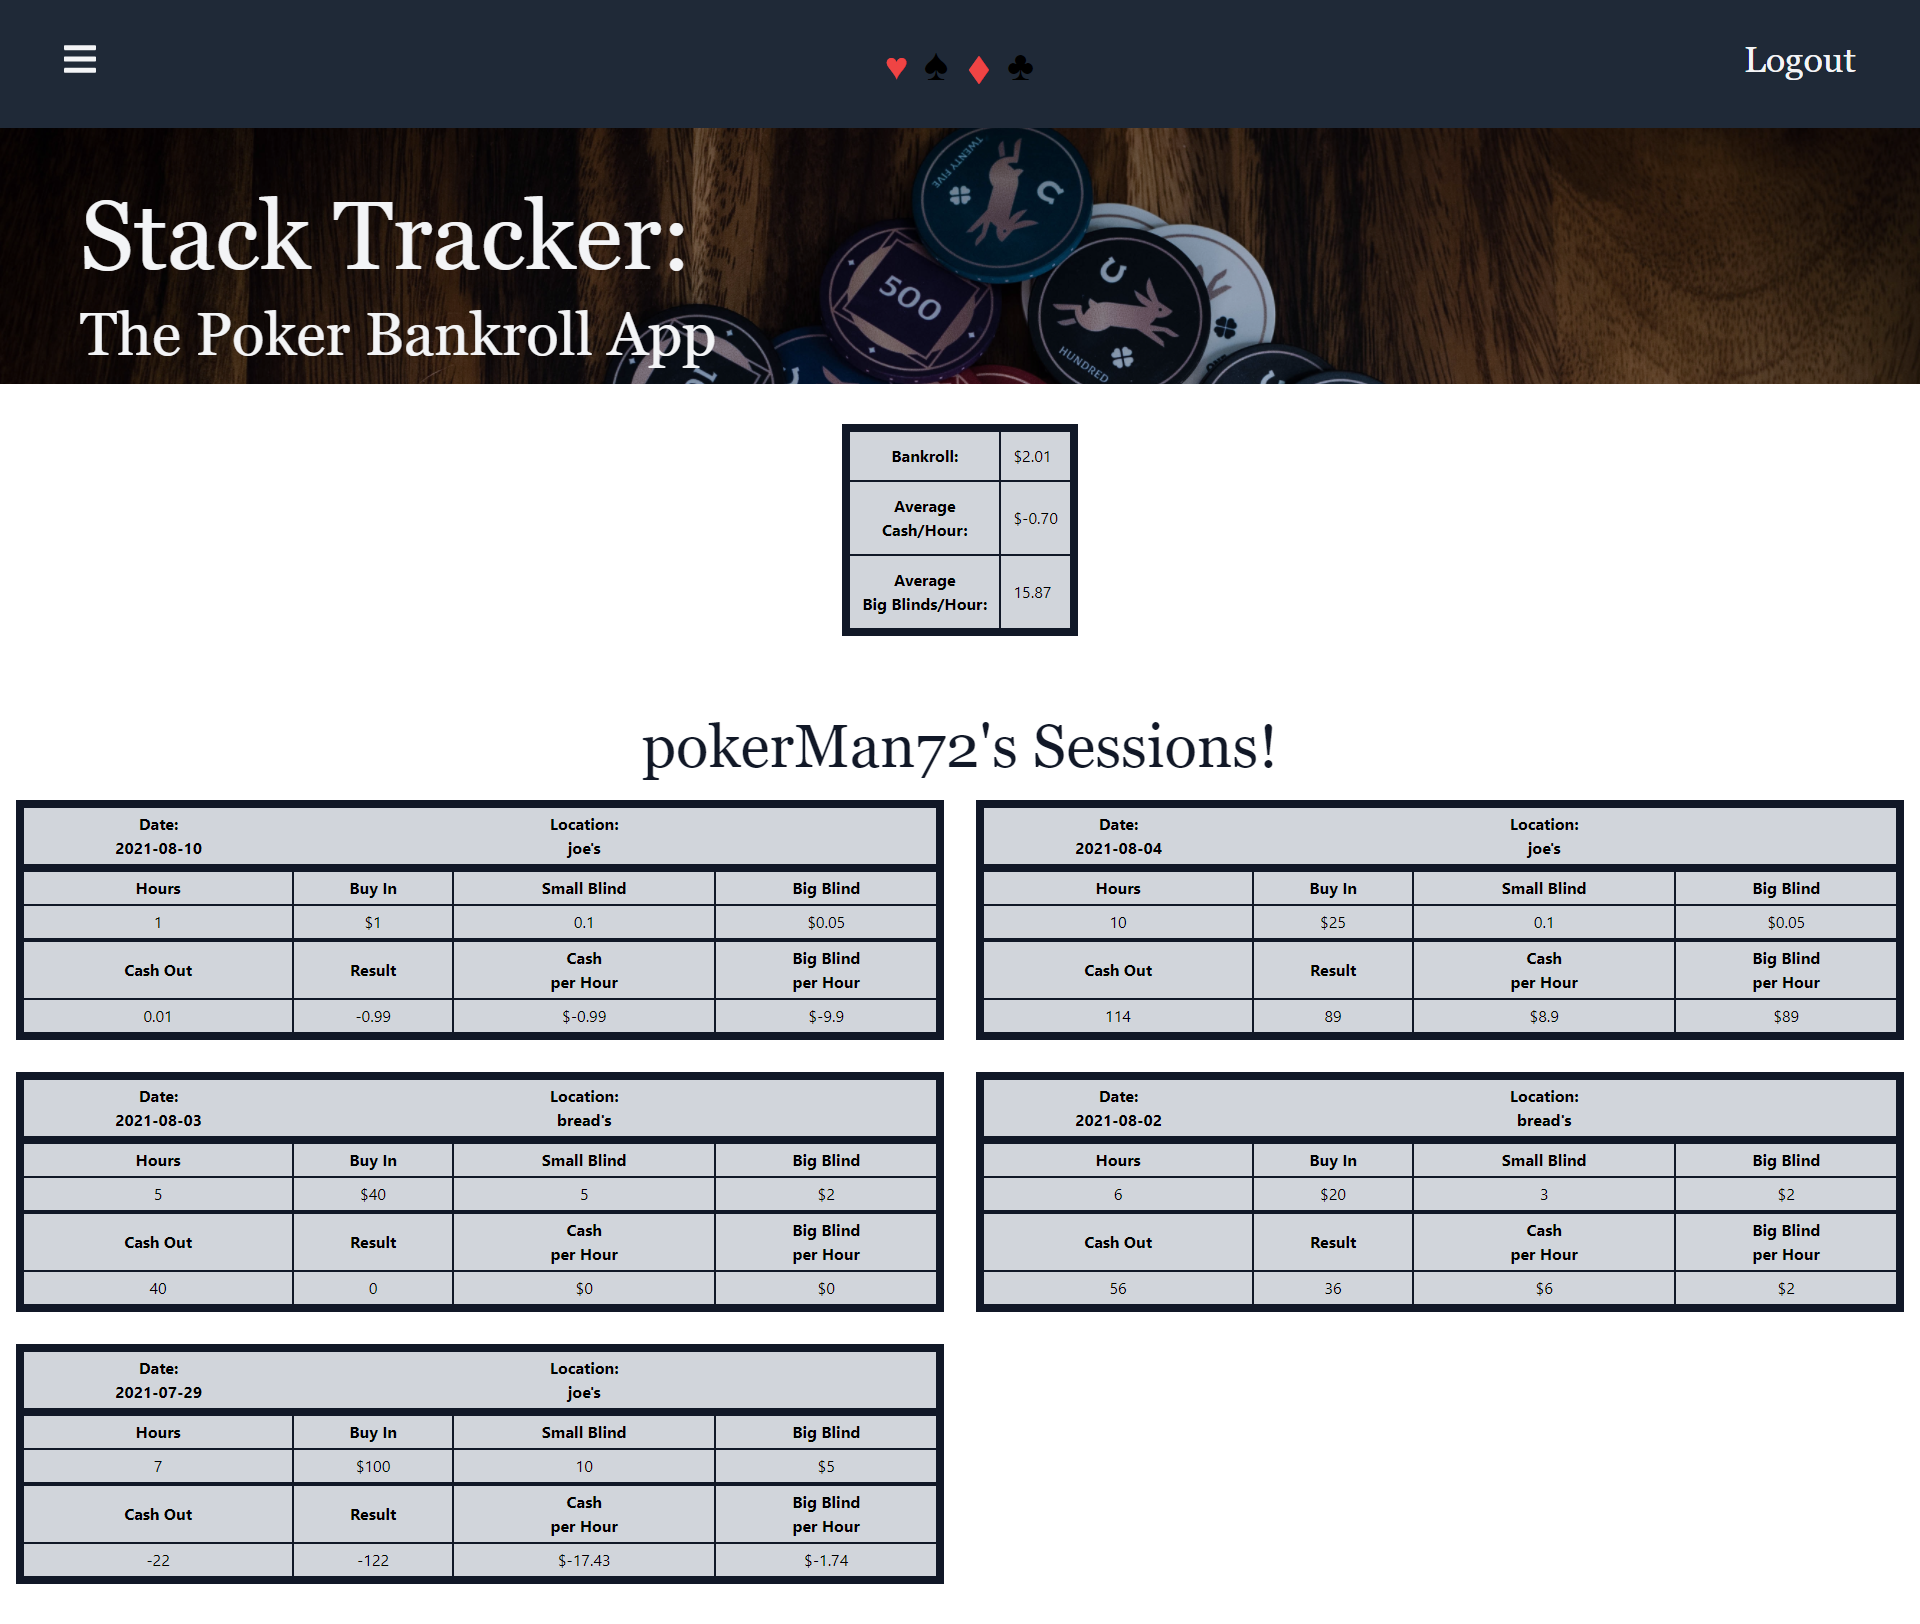 Logout
TWENTY FIVE
Stack Tracker:
500
The Poker Bankroll App
HUNDRED
Bankroll: $2.01
Average
Cash/Hour: $-0.70
Average
Big Blinds/Hour: 15.87
pokerMan72's Sessions!
Date: Location:
2021-08-10 joe's
Hours Buy In Small Blind Big Blind
1 $1 0.1 $0.05
Cash Out Result Cash per Hour Big Blind per Hour
0.01 -0.99 $-0.99 $-9.9
Date: Location:
2021-08-04 joe's
Hours Buy In Small Blind Big Blind
10 $25 0.1 $0.05
Cash Out Result Cash per Hour Big Blind per Hour
114 89 $8.9 $89
Date: Location:
2021-08-03 bread's
Hours Buy In Small Blind Big Blind
5 $40 5 $2
Cash Out Result Cash per Hour Big Blind per Hour
40 0 $0 $0
Date: Location:
2021-08-02 bread's
Hours Buy In Small Blind Big Blind
6 $20 3 $2
Cash Out Result Cash per Hour Big Blind per Hour
56 36 $6 $2
Date: Location:
2021-07-29 joe's
Hours Buy In Small Blind Big Blind
7 $100 10 $5
Cash Out Result Cash per Hour Big Blind per Hour
-22 -122 $-17.43 $-1.74